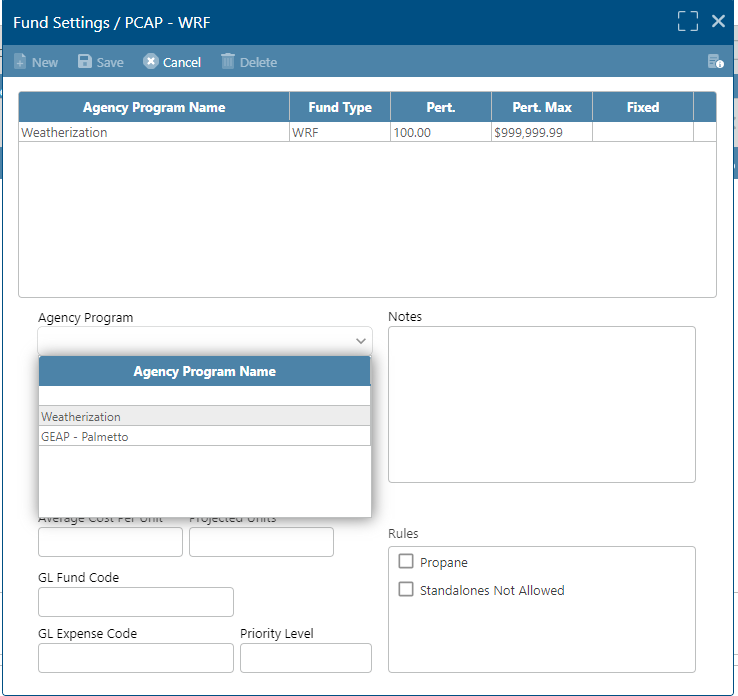 Fund Settings / PCAP - WRF
New Save Cancel Delete
Agency Program Name Fund Type Pert. Pert. Max Fixed
Weatherization WRF 100.00 $999,999.99
Agency Program
Notes
Agency Program Name
Weatherization
GEAP - Palmetto
Average Cost Per Unit Projected Units
Rules
Propane
Standalones Not Allowed
GL Fund Code
GL Expense Code Priority Level